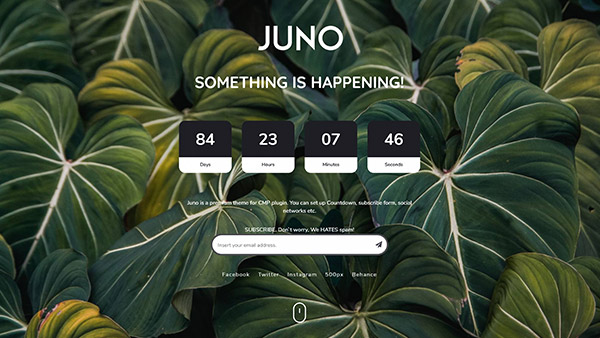 JUNO
SOMETHING IS HAPPENING!
84 23 07 46
Days Hours Minutes Seconds
Juno is a premium theme for CMP plugin. You can set up Countdown, subscribe form, social
networks etc.
SUBSCRIBE. Don't worry, We HATES spam!
Insert your email address.
Facebook Twitter Instagram 500px Behance